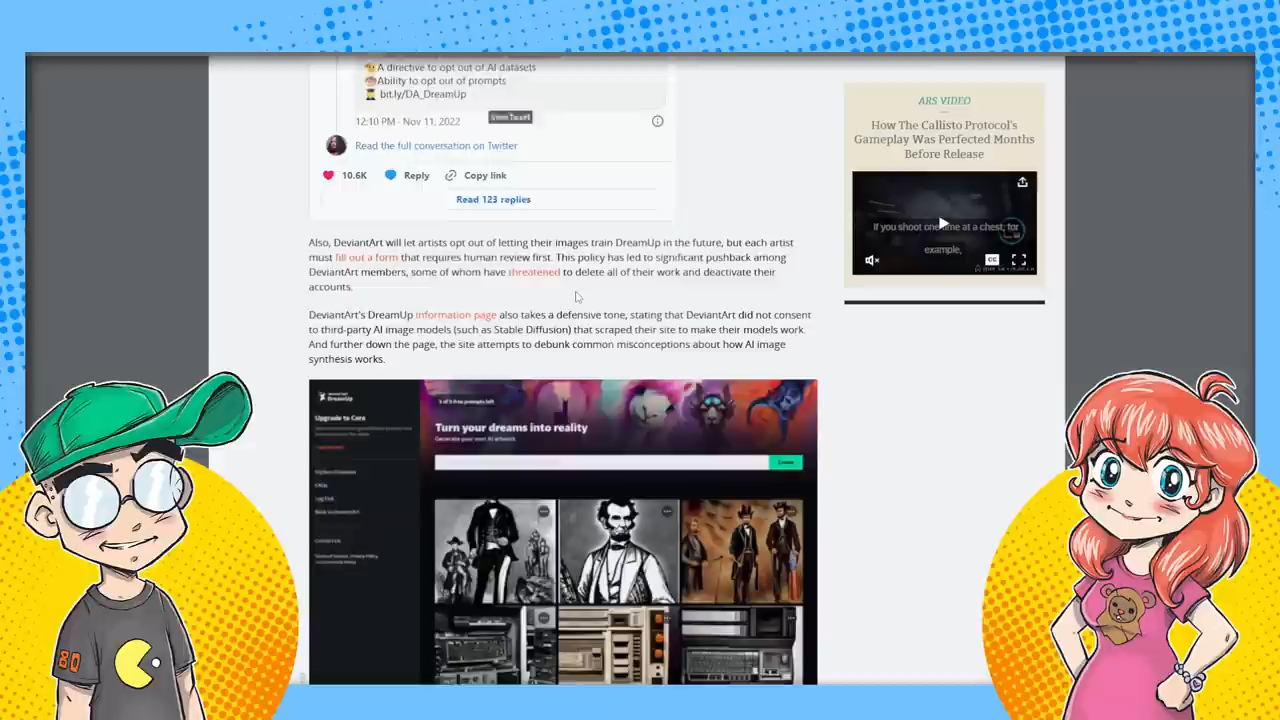 A directive to opt out of AI datasets
Ability to opt out of prompts
bit.ly/DA_DreamUp
12:10 PM · Nov 11, 2022
Read the full conversation on Twitter
10.6K Reply Copy link
Read 123 replies
Also, DeviantArt will let artists opt out of letting their images train DreamUp in the future, but each artist
must fill out a form that requires human review first. This policy has led to significant pushback among
DeviantArt members, some of whom have threatened to delete all of their work and deactivate their
accounts.
DeviantArt's DreamUp information page also takes a defensive tone, stating that DeviantArt did not consent
to third-party AI image models (such as Stable Diffusion) that scraped their site to make their models work.
And further down the page, the site attempts to debunk common misconceptions about how AI image
synthesis works.
DreamUp
Upgrade to Core
Turn your dreams into reality
Generate your own AI artwork
ARS VIDEO
How The Callisto Protocol's
Gameplay Was Perfected Months
Before Release
If you shoot one time at a chest, for
example,
CC
80